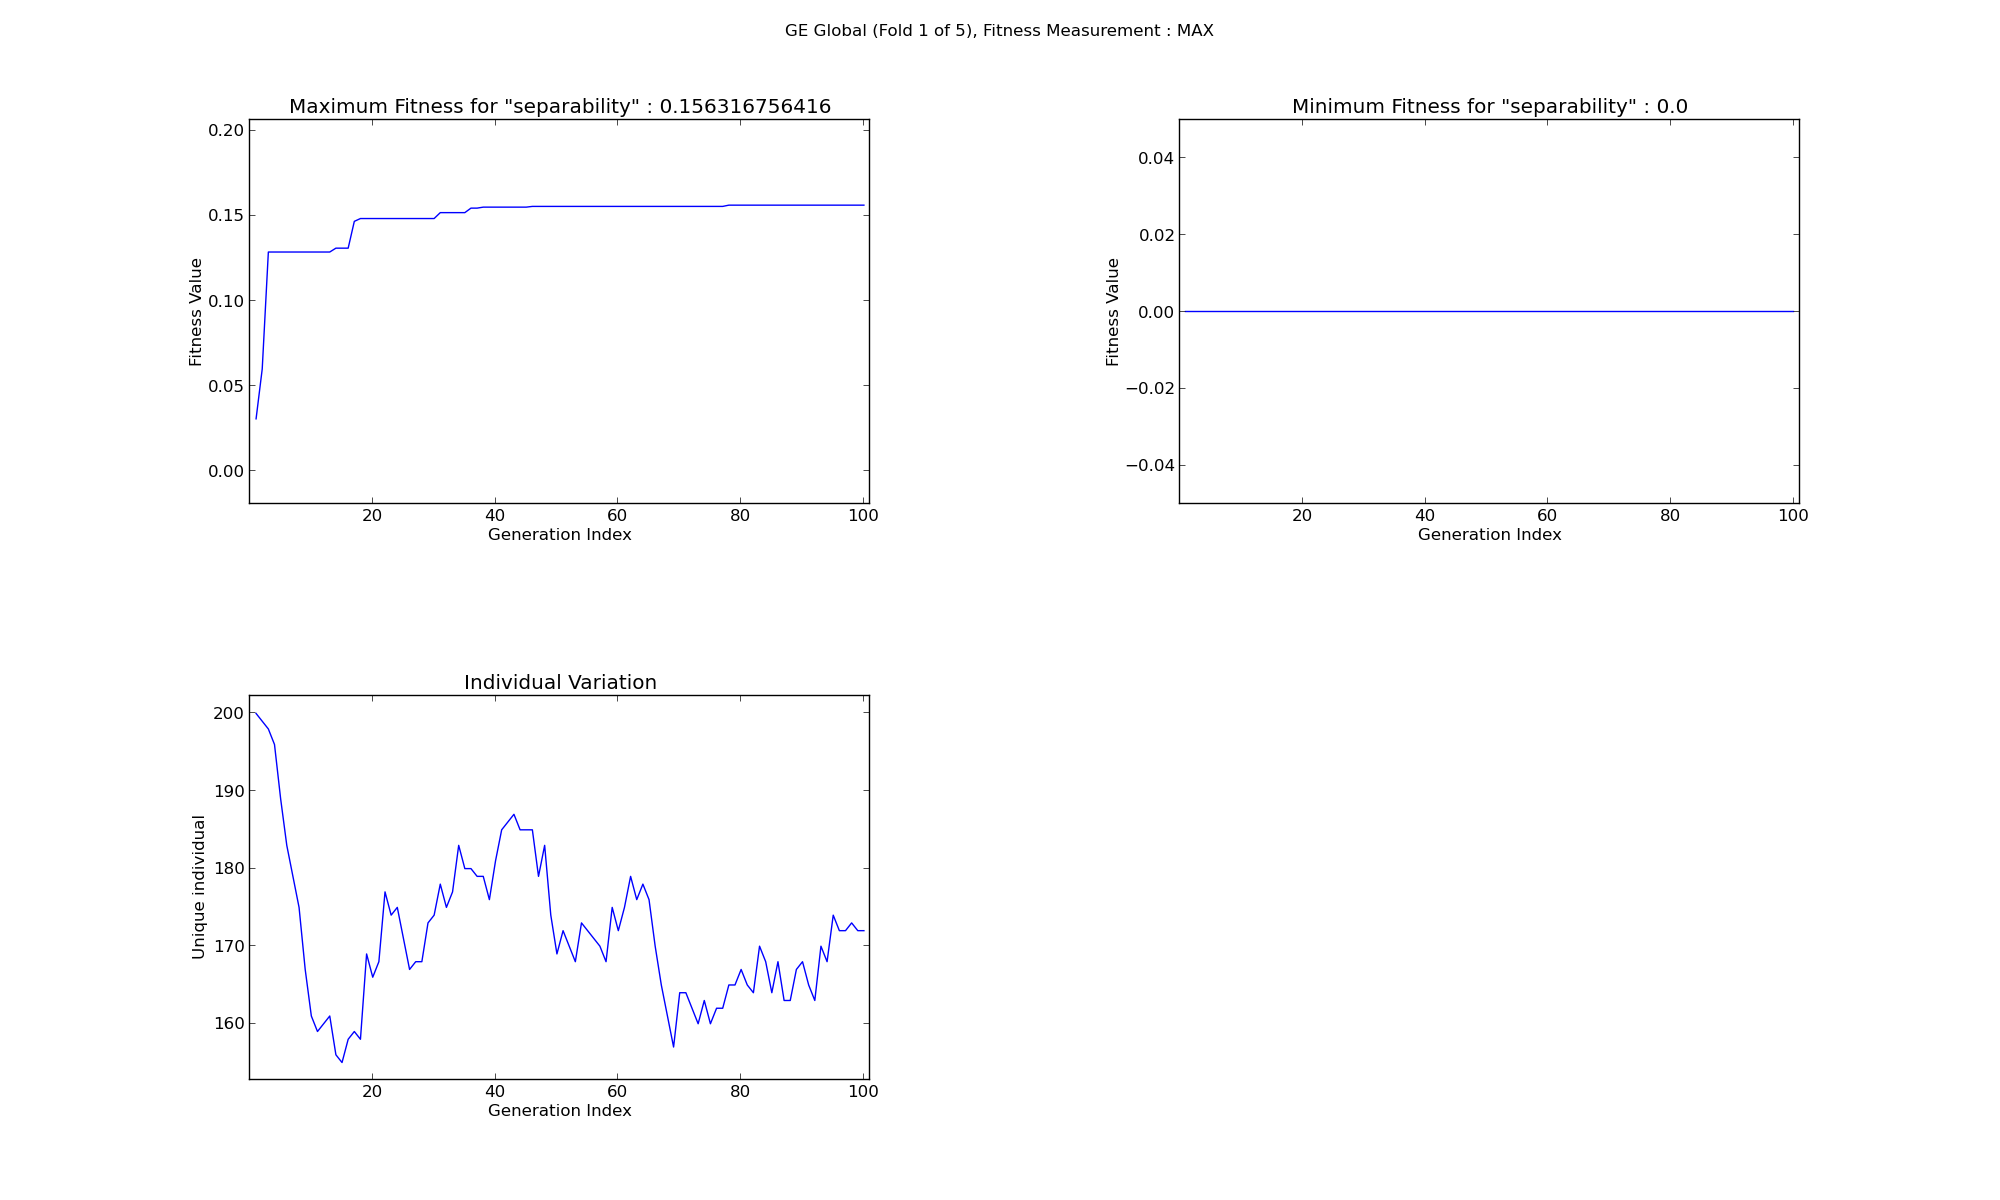 GE Global (Fold 1 of 5), Fitness Measurement : MAX
Maximum Fitness for "separability" : 0.156316756416
0.20
0.15
0.10
0.05
0.00
Fitness Value
20 40 60 80 100
Generation Index
Minimum Fitness for "separability" : 0.0
0.04
0.02
0.00
−0.02
−0.04
Fitness Value
20 40 60 80 100
Generation Index
Individual Variation
200
190
180
170
160
Unique individual
20 40 60 80 100
Generation Index